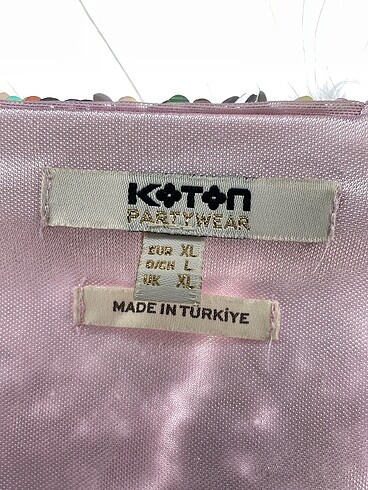 KOTON
PARTYWEAR
EUR XL
D/CH L
UK XL
MADE IN TÜRKİYE